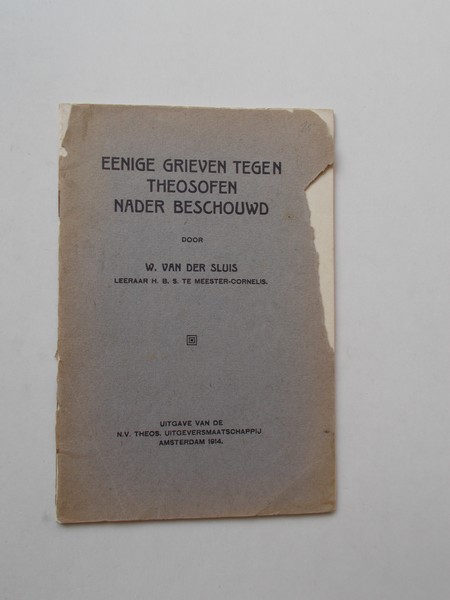 EENIGE GRIEVEN TEGEN
THEOSOFEN
NADER BESCHOUWD
DOOR
W. VAN DER SLUIS
LEERAAR H. B. S. TE MEESTER-CORNELIS.
UITGAVE VAN DE
N.V. THEOS. UITGEVERSMAATSCHAPPIJ
AMSTERDAM 1914.